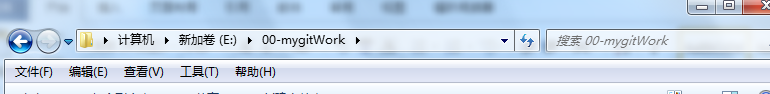 计算机 ▸ 新加卷 (E:) ▸ 00-mygitWork ▸ 搜索 00-mygitWork
文件(F) 编辑(E) 查看(V) 工具(T) 帮助(H)